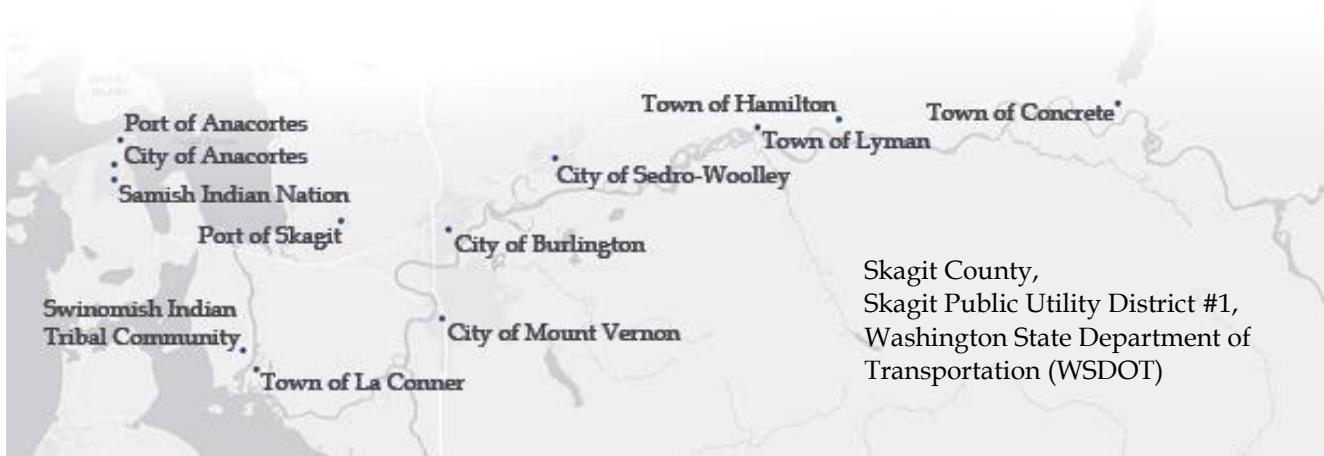 Port of Anacortes
City of Anacortes
Samish Indian Nation
Port of Skagit
Swinomish Indian
Tribal Community
Town of La Conner
City of Mount Vernon
City of Burlington
City of Sedro-Woolley
Town of Hamilton
Town of Lyman
Town of Concrete
Skagit County,
Skagit Public Utility District #1,
Washington State Department of
Transportation (WSDOT)